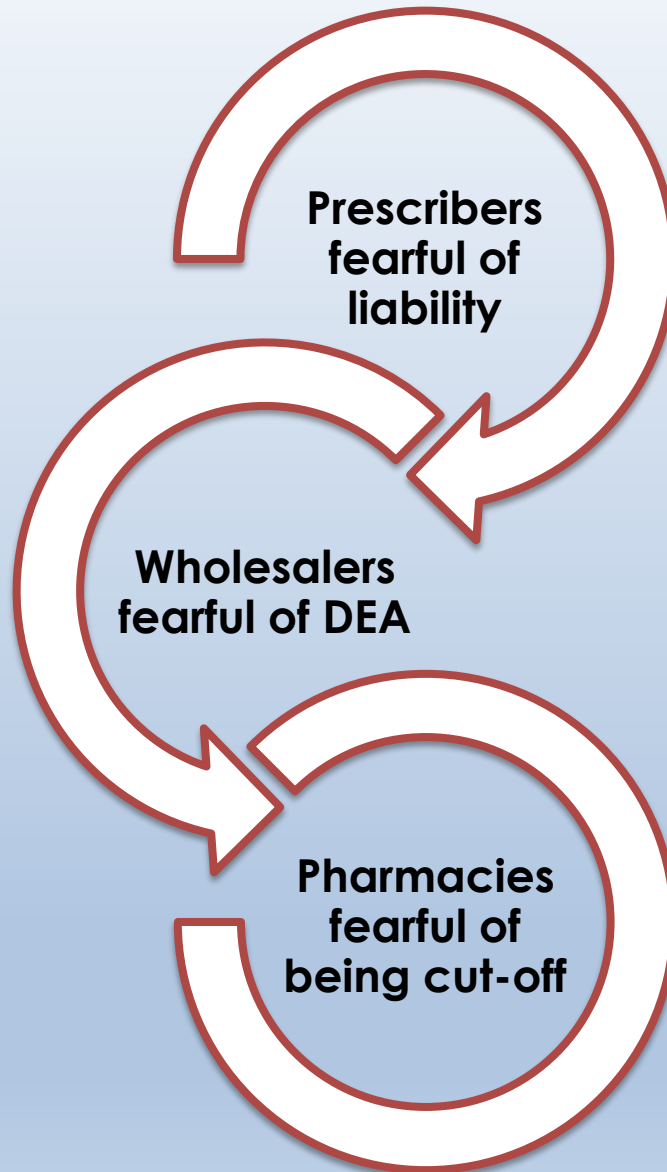 Prescribers
fearful of
liability
Wholesalers
fearful of DEA
Pharmacies
fearful of
being cut-off